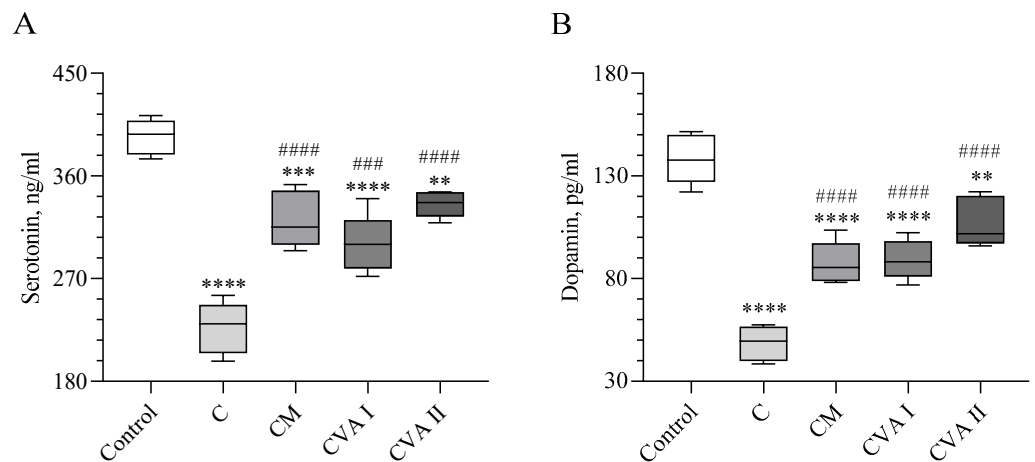 A
Serotonin, ng/ml
450
360
270
180
****
####
***
###
****
####
**
Control
C
CM
CVA I
CVA II
B
Dopamin, pg/ml
180
130
80
30
****
####
****
####
****
####
**
Control
C
CM
CVA I
CVA II